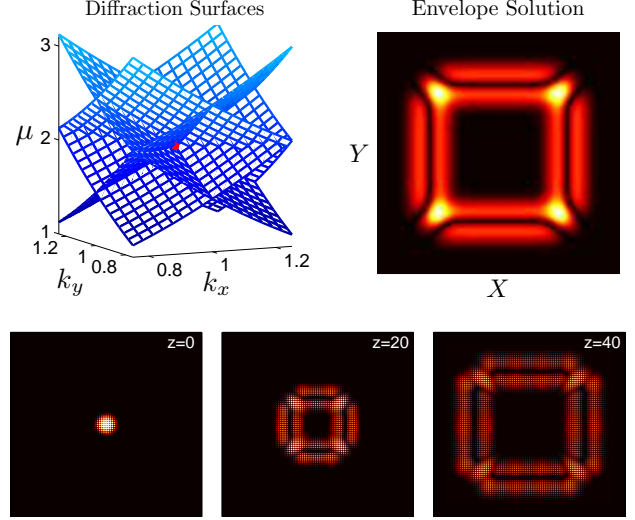 Diffraction Surfaces
Envelope Solution
3
μ
2
1
1.2
1
0.8
k_y
0.8
1
1.2
k_x
Y
X
z=0
z=20
z=40